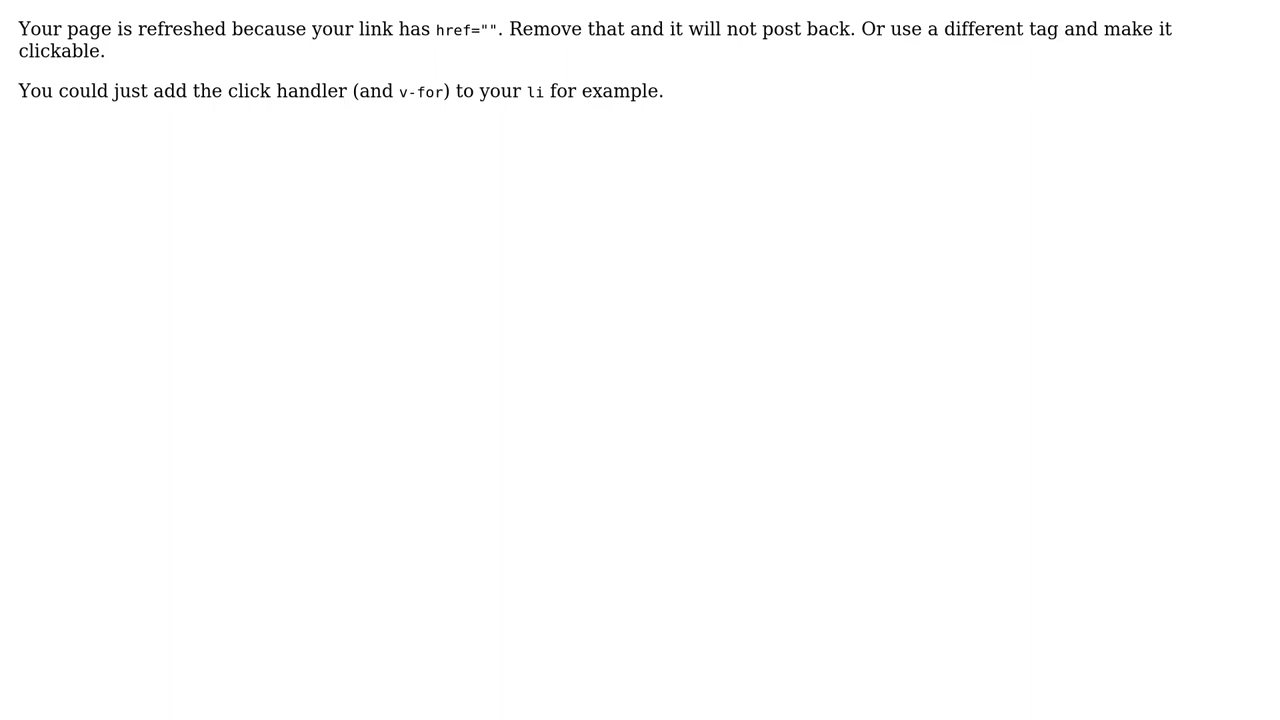 Your page is refreshed because your link has href="". Remove that and it will not post back. Or use a different tag and make it
clickable.
You could just add the click handler (and v-for) to your li for example.